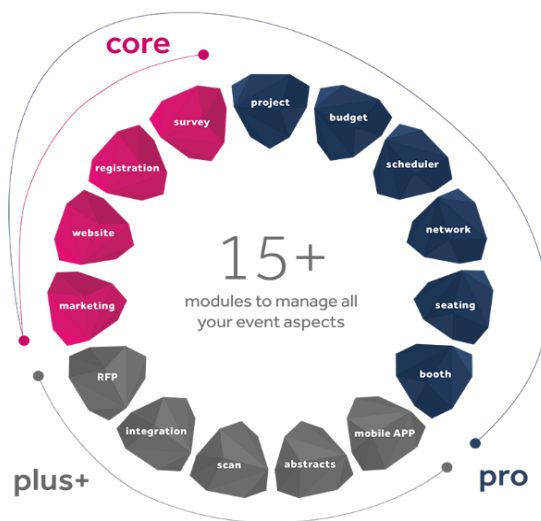 core
project
budget
survey
scheduler
registration
network
website
15+
modules to manage all
your event aspects
marketing
seating
RFP
booth
integration
mobile APP
scan
abstracts
plus+
pro